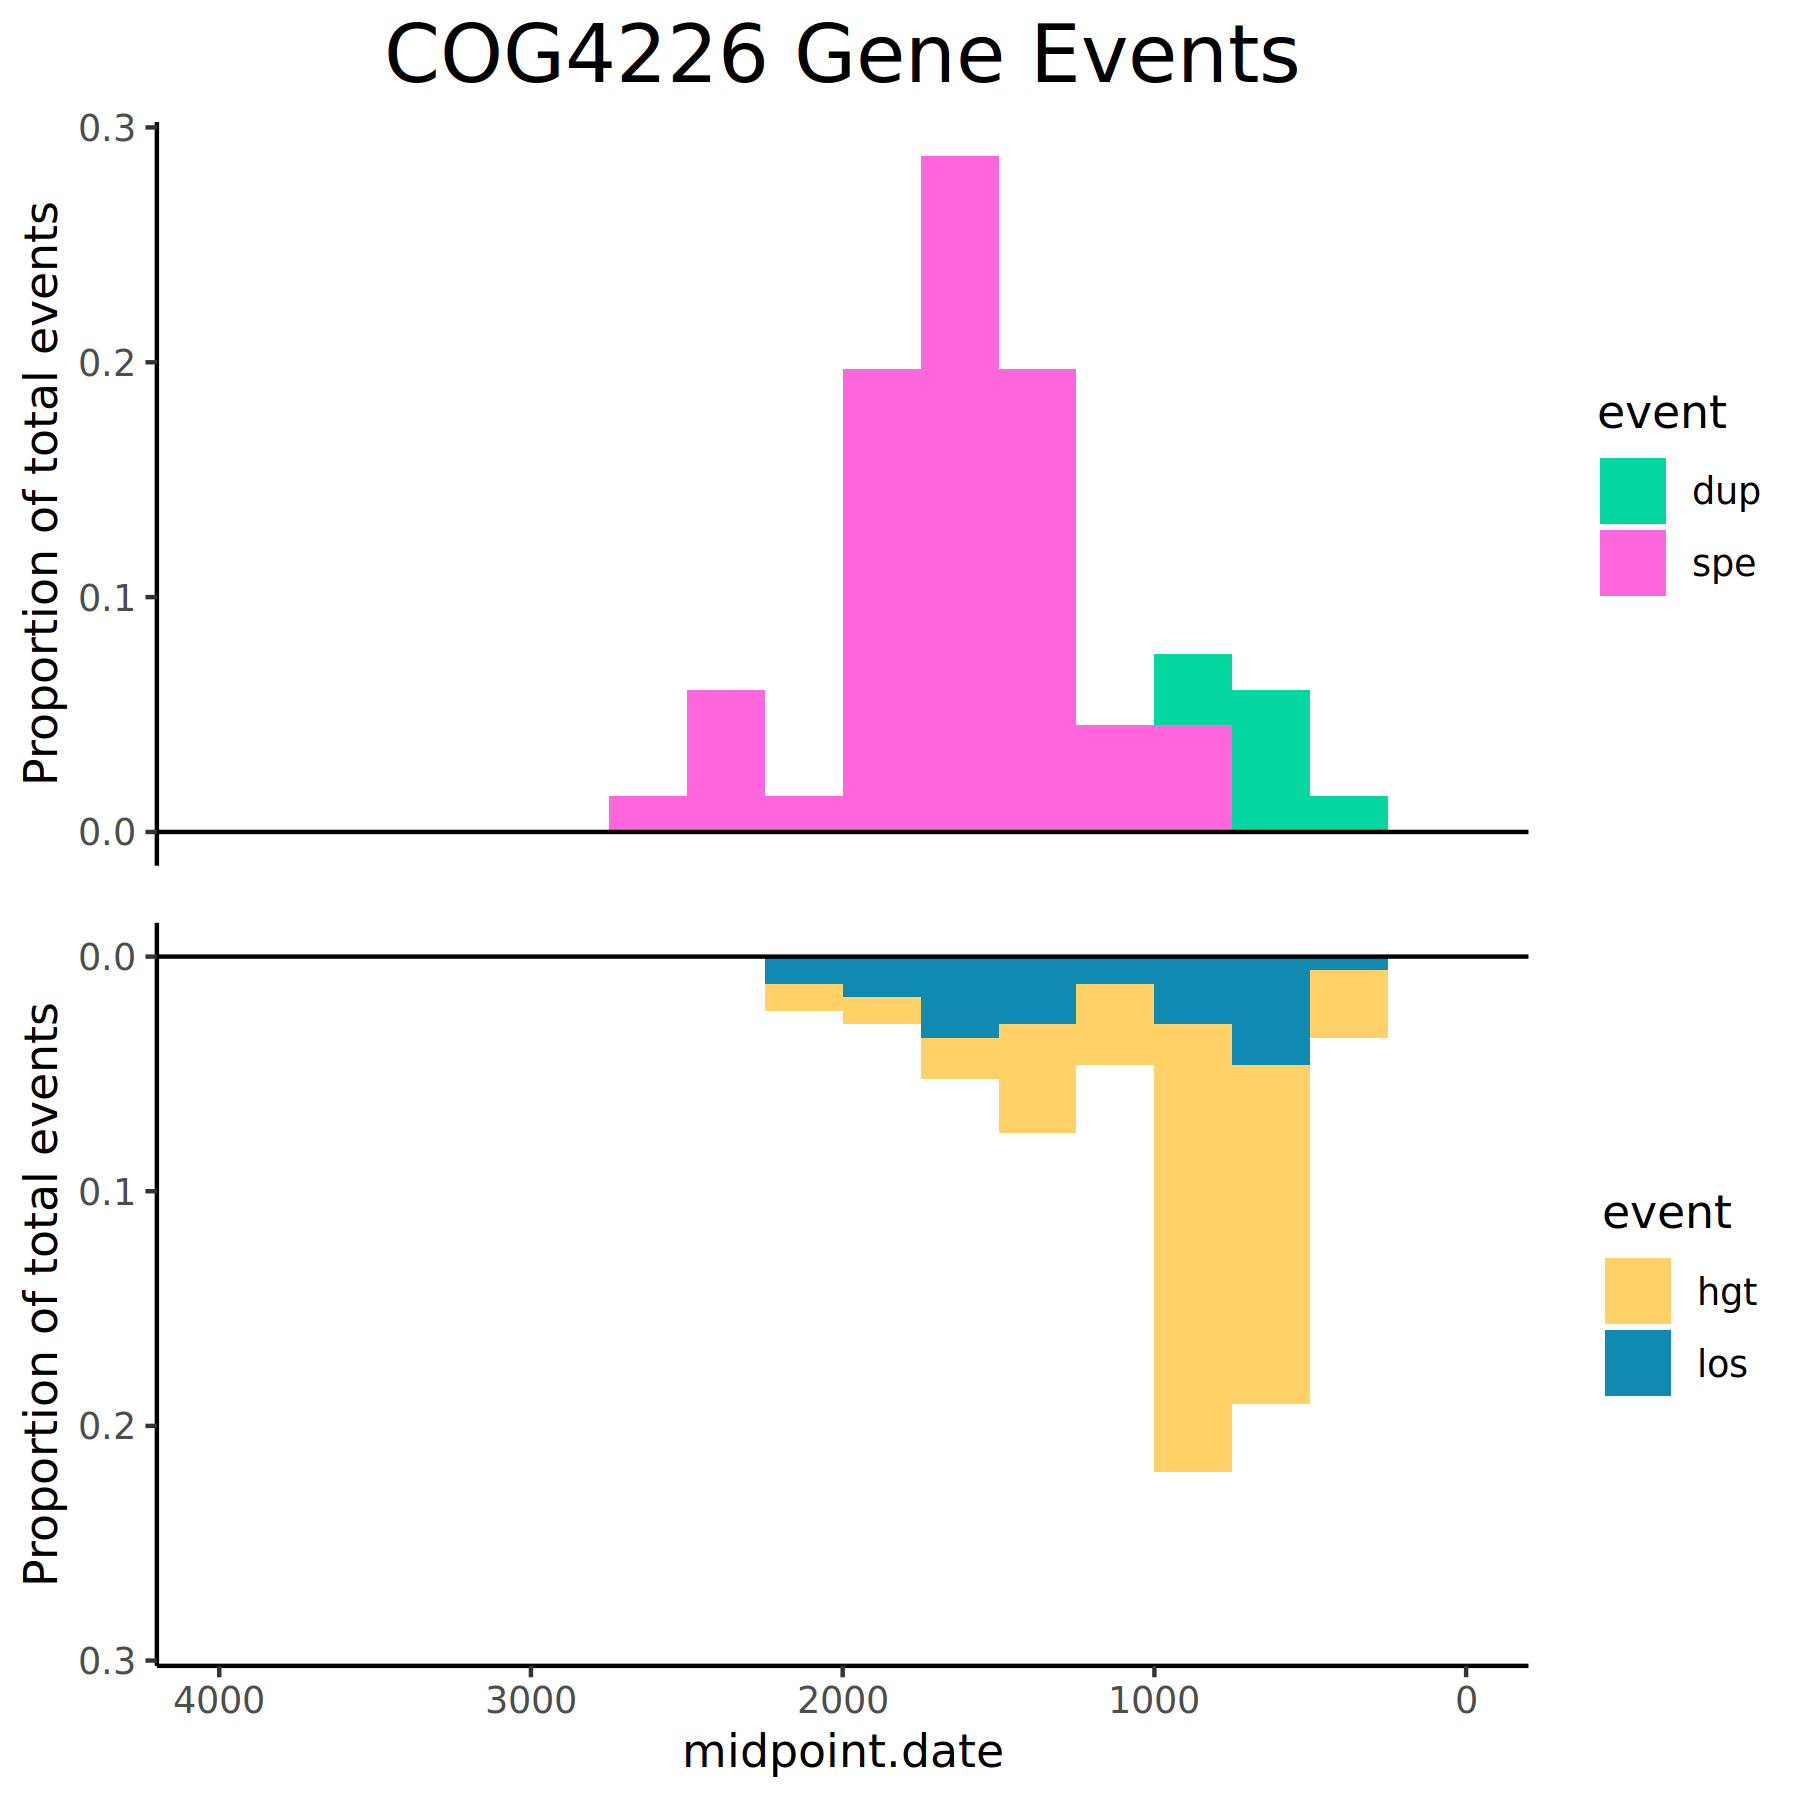 COG4226 Gene Events
0.3
0.2
0.1
0.0
Proportion of total events
event
dup
spe
0.0
0.1
0.2
0.3
Proportion of total events
event
hgt
los
4000 3000 2000 1000 0
midpoint.date